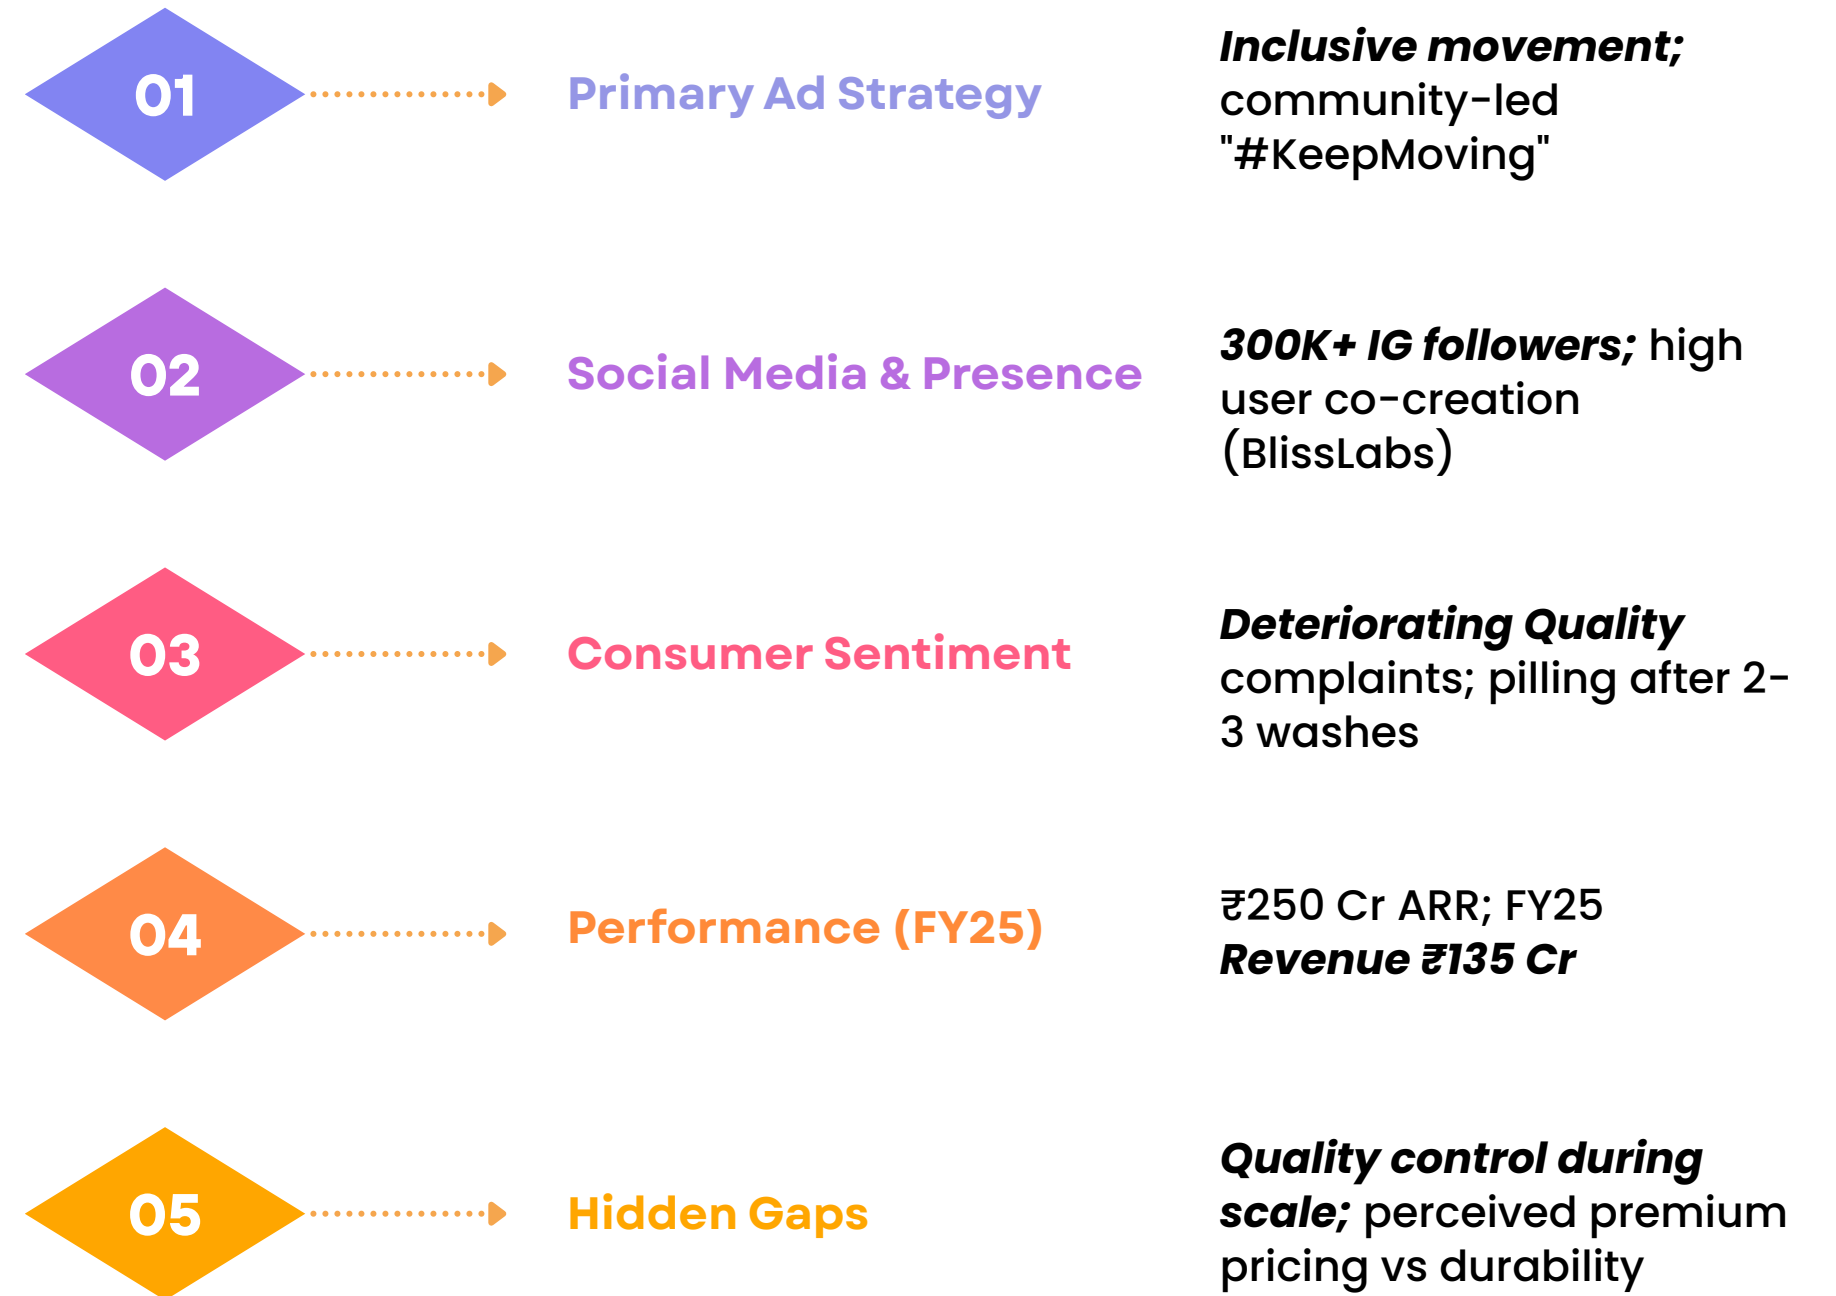 01
Primary Ad Strategy
Inclusive movement;
community-led
"#KeepMoving"
02
Social Media & Presence
300K+ IG followers; high
user co-creation
(BlissLabs)
03
Consumer Sentiment
Deteriorating Quality
complaints; pilling after 2-
3 washes
04
Performance (FY25)
₹250 Cr ARR; FY25
Revenue ₹135 Cr
05
Hidden Gaps
Quality control during
scale; perceived premium
pricing vs durability